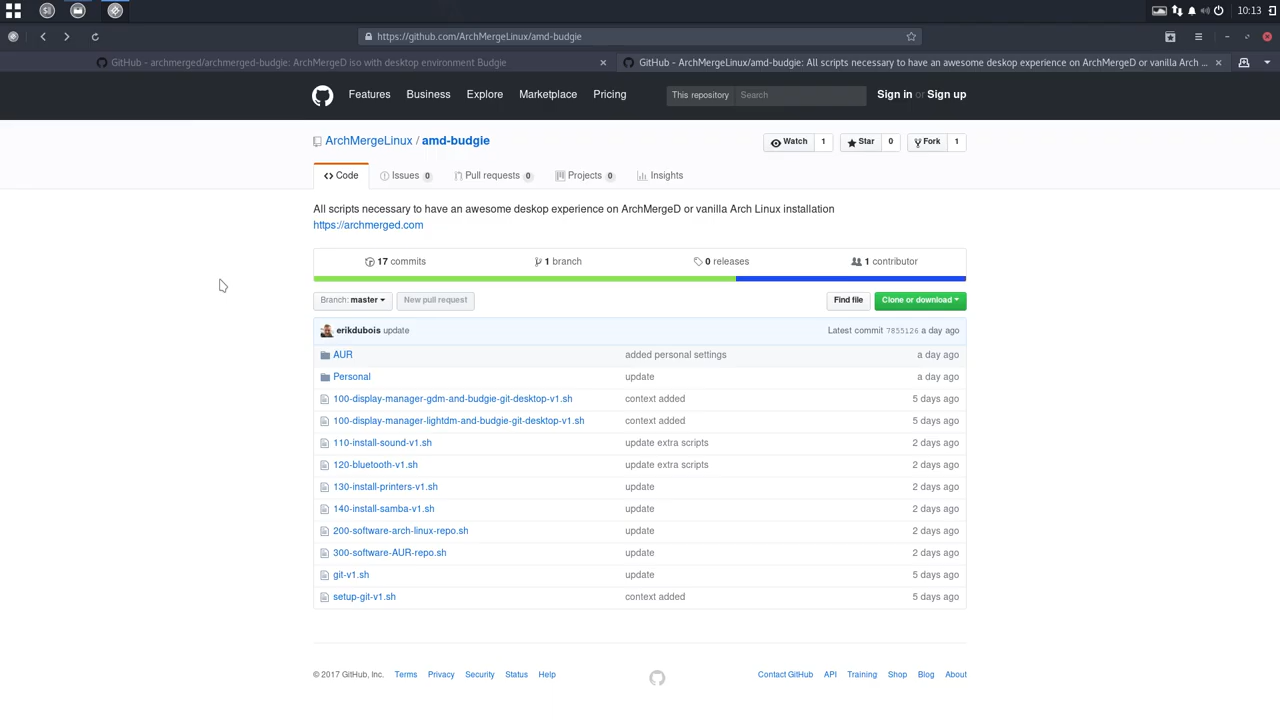 10:13
https://github.com/ArchMergeLinux/amd-budgie
GitHub - archmerged/archmerged-budgie: ArchMergeD iso with desktop environment Budgie
GitHub - ArchMergeLinux/amd-budgie: All scripts necessary to have an awesome deskop experience on ArchMergeD or vanilla Arch ...
Features Business Explore Marketplace Pricing This repository Search Sign in or Sign up
ArchMergeLinux / amd-budgie Watch 1 Star 0 Fork 1
Code Issues 0 Pull requests 0 Projects 0 Insights
All scripts necessary to have an awesome deskop experience on ArchMergeD or vanilla Arch Linux installation
https://archmerged.com
17 commits 1 branch 0 releases 1 contributor
Branch: master New pull request Find file Clone or download
erikdubois update Latest commit 7855126 a day ago
AUR added personal settings a day ago
Personal update a day ago
100-display-manager-gdm-and-budgie-git-desktop-v1.sh context added 5 days ago
100-display-manager-lightdm-and-budgie-git-desktop-v1.sh context added 5 days ago
110-install-sound-v1.sh update extra scripts 2 days ago
120-bluetooth-v1.sh update extra scripts 2 days ago
130-install-printers-v1.sh update 2 days ago
140-install-samba-v1.sh update 2 days ago
200-software-arch-linux-repo.sh update 2 days ago
300-software-AUR-repo.sh update 2 days ago
git-v1.sh update 5 days ago
setup-git-v1.sh context added 5 days ago
© 2017 GitHub, Inc. Terms Privacy Security Status Help Contact GitHub API Training Shop Blog About